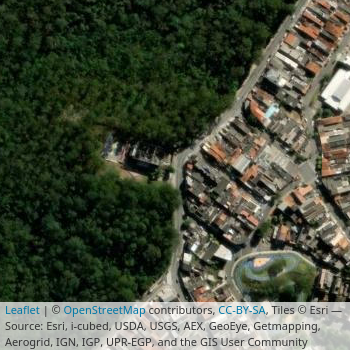 Leaflet | © OpenStreetMap contributors, CC-BY-SA, Tiles © Esri —
Source: Esri, i-cubed, USDA, USGS, AEX, GeoEye, Getmapping,
Aerogrid, IGN, IGP, UPR-EGP, and the GIS User Community